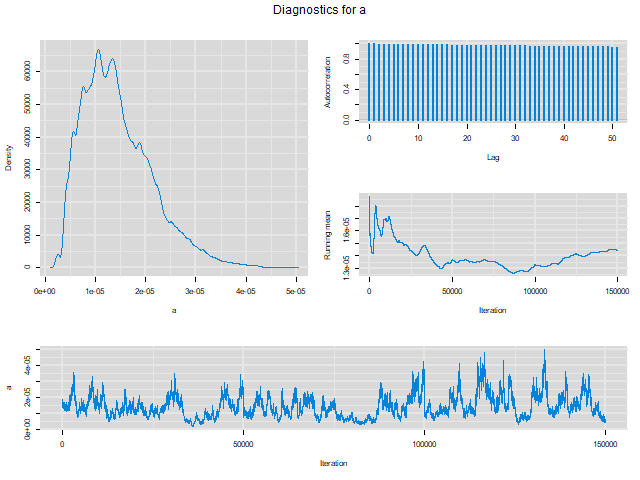 Diagnostics for a
Density
0 10000 20000 30000 40000 50000 60000
0e+00 1e-05 2e-05 3e-05 4e-05 5e-05
a
Autocorrelation
0.0 0.4 0.8
0 10 20 30 40 50
Lag
Running mean
1.3e-05 1.6e-05
0 50000 100000 150000
Iteration
a
0e+00 2e-05 4e-05
0 50000 100000 150000
Iteration